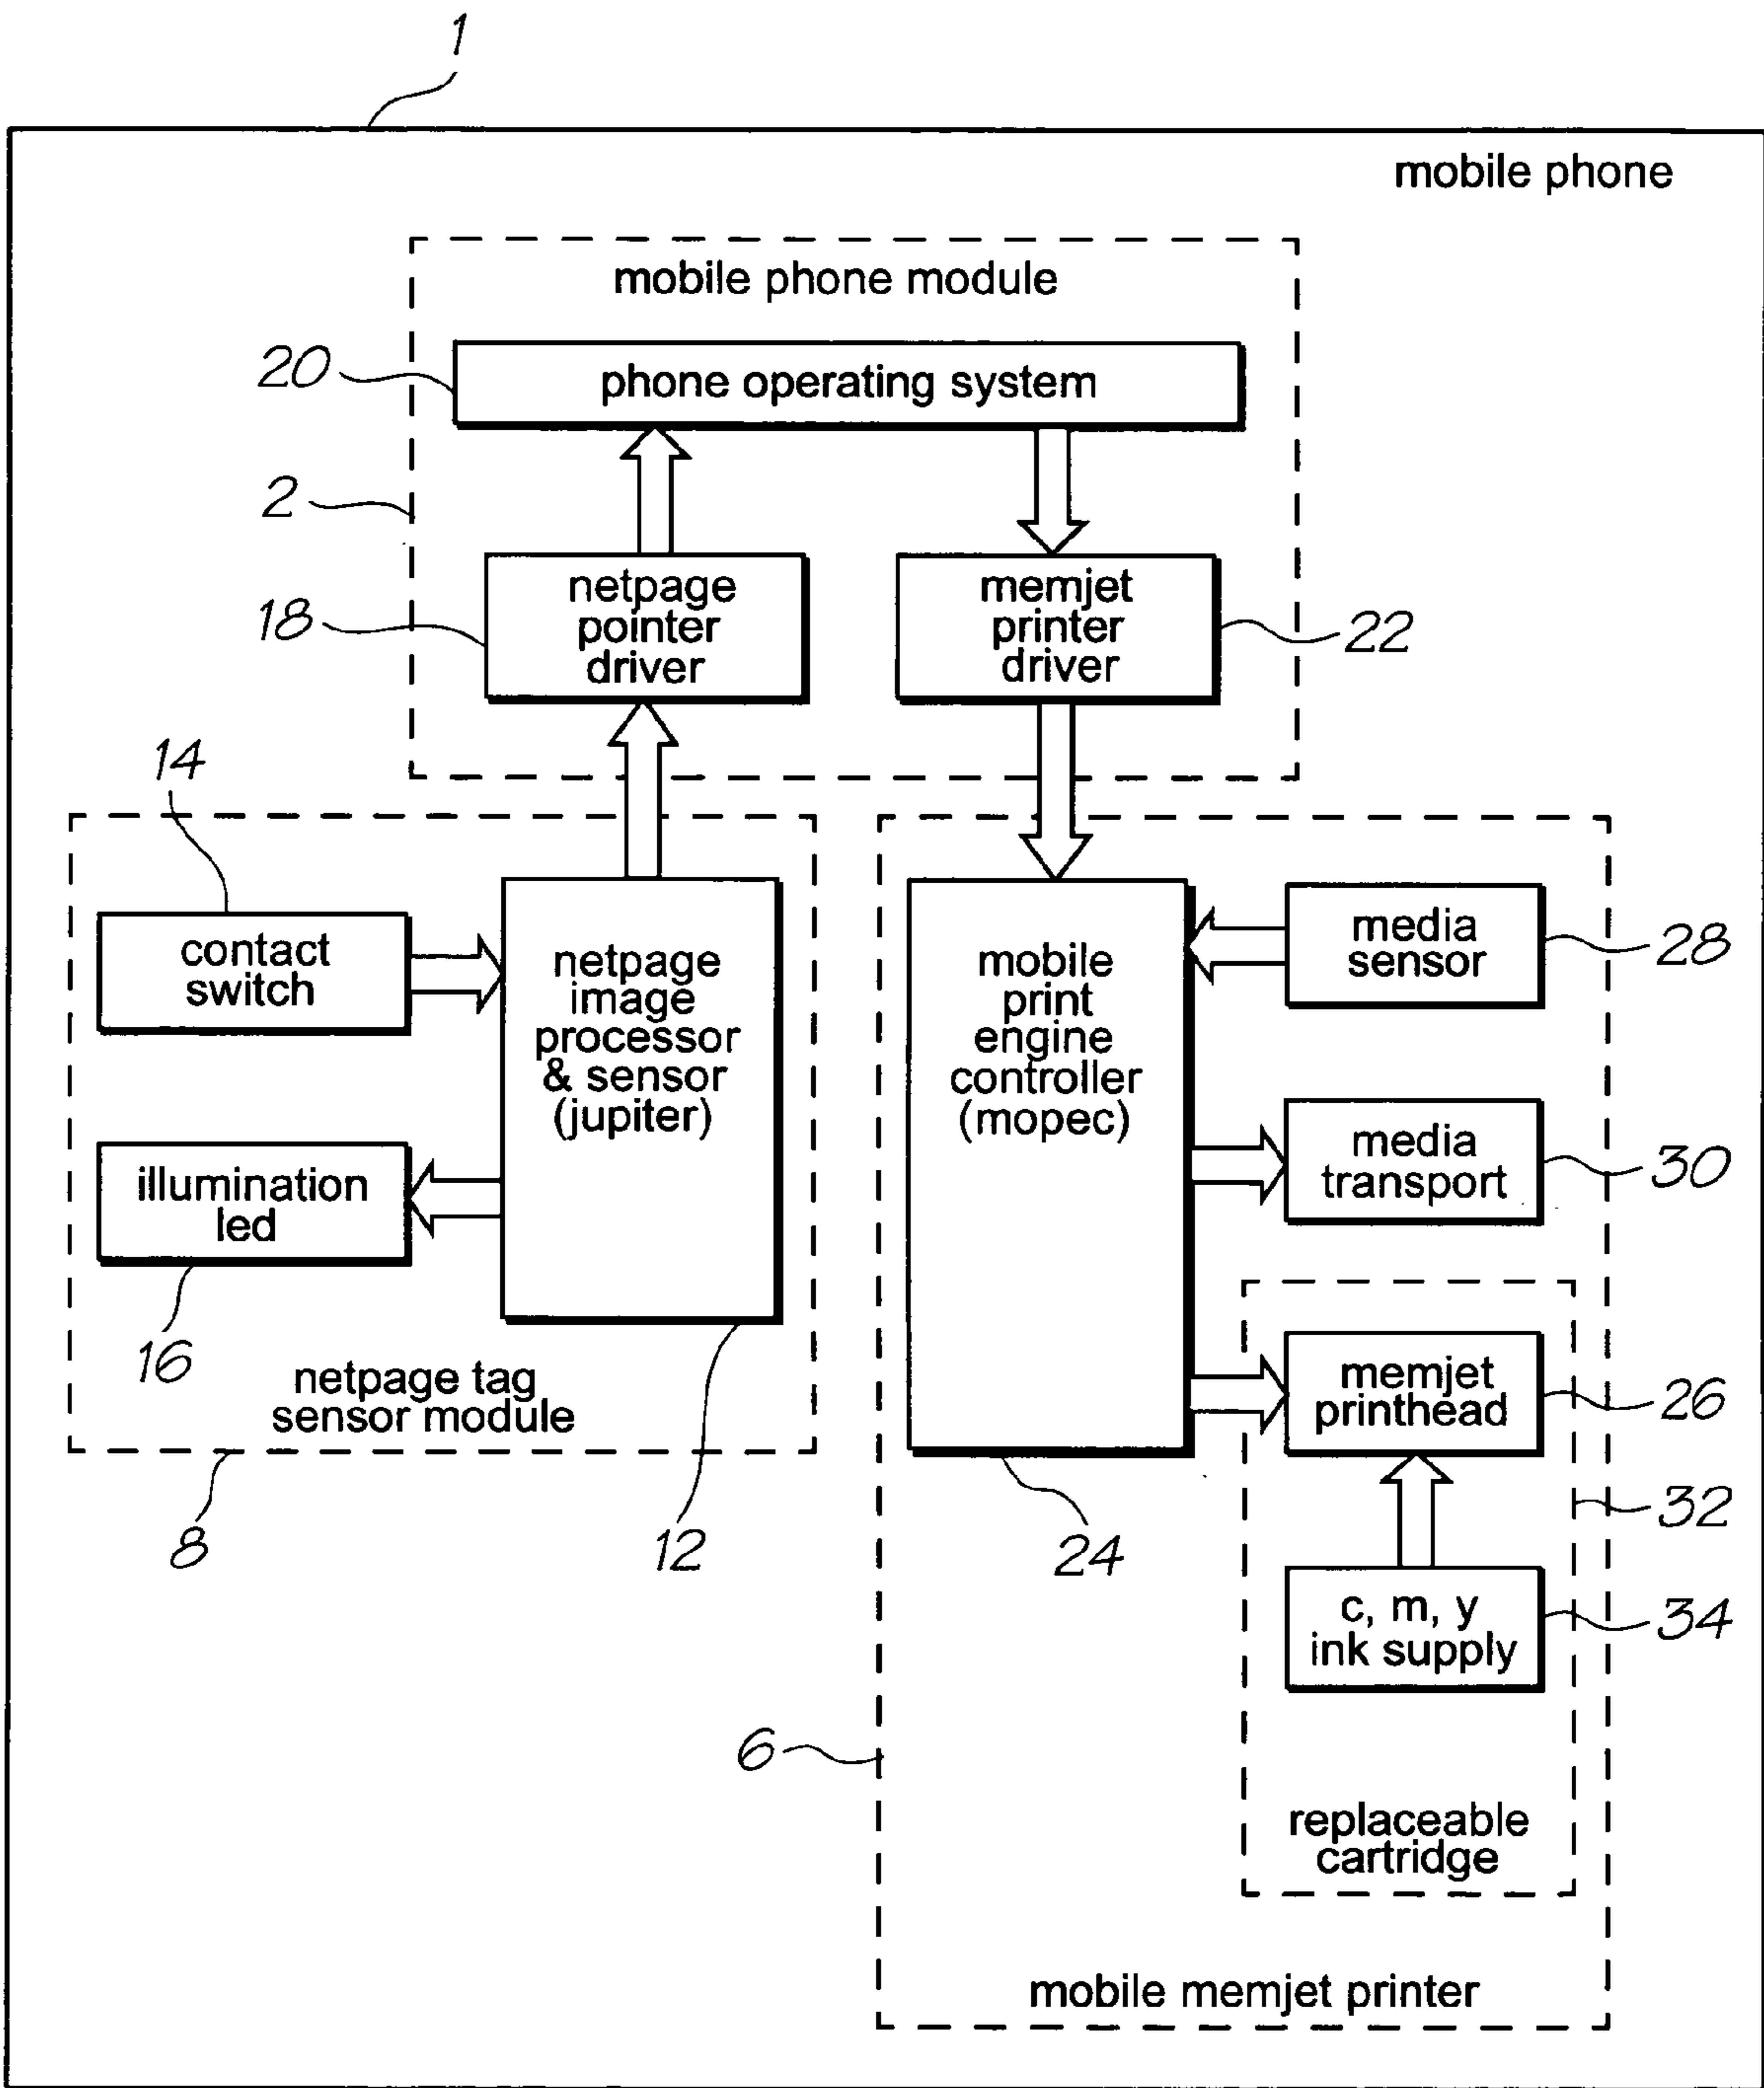 1
mobile phone
mobile phone module
20
phone operating system
2
18
netpage
pointer
driver
memjet
printer
driver
22
14
contact
switch
netpage
image
processor
& sensor
(jupiter)
illumination
led
16
netpage tag
sensor module
8
12
mobile
print
engine
controller
(mopec)
24
media
sensor
28
media
transport
30
memjet
printhead
26
32
c, m, y
ink supply
34
6
replaceable
cartridge
mobile memjet printer